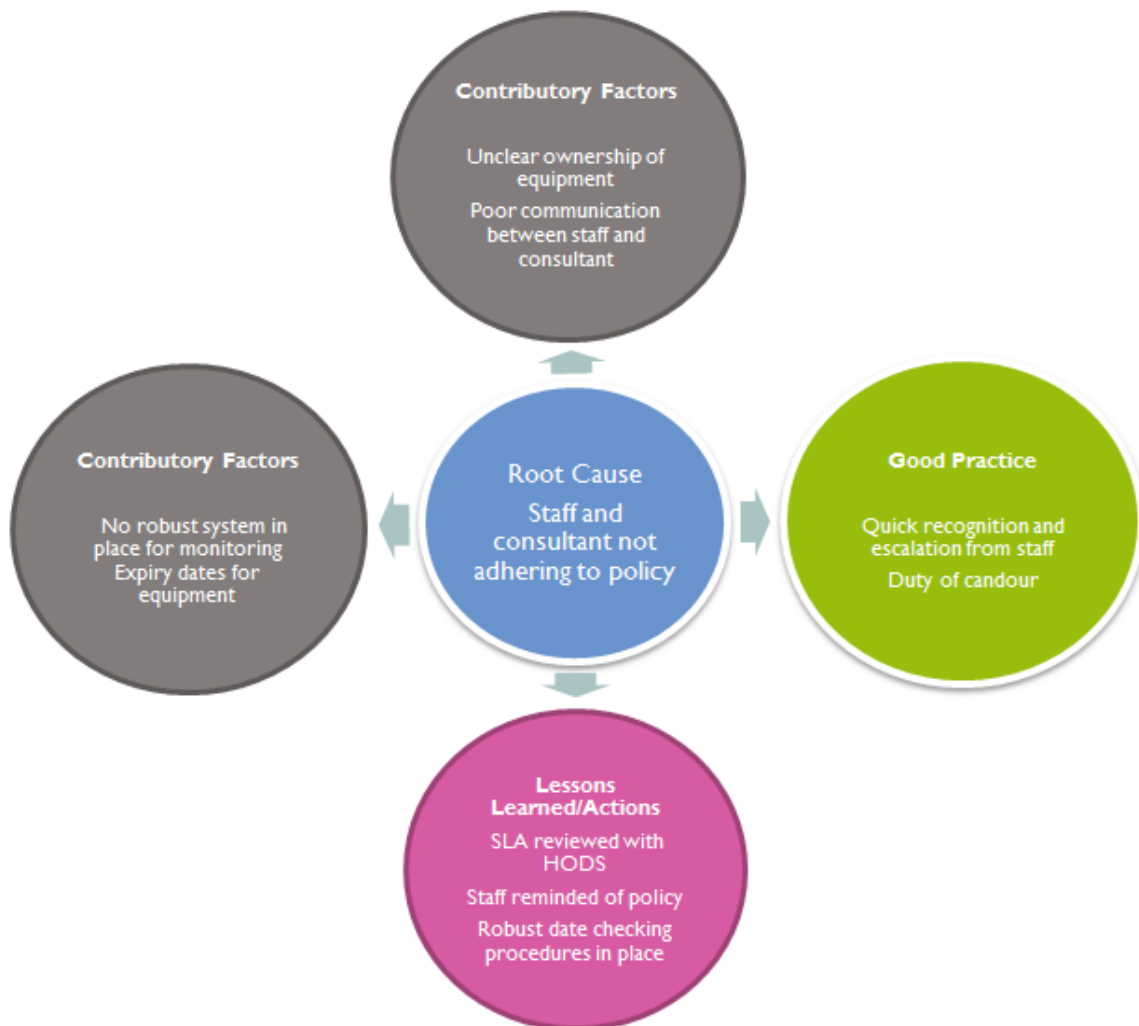 Contributory Factors
Unclear ownership of
equipment
Poor communication
between staff and
consultant
Contributory Factors
No robust system in
place for monitoring
Expiry dates for
equipment
Root Cause
Staff and
consultant not
adhering to policy
Good Practice
Quick recognition and
escalation from staff
Duty of candour
Lessons
Learned/Actions
SLA reviewed with
HODS
Staff reminded of policy
Robust date checking
procedures in place